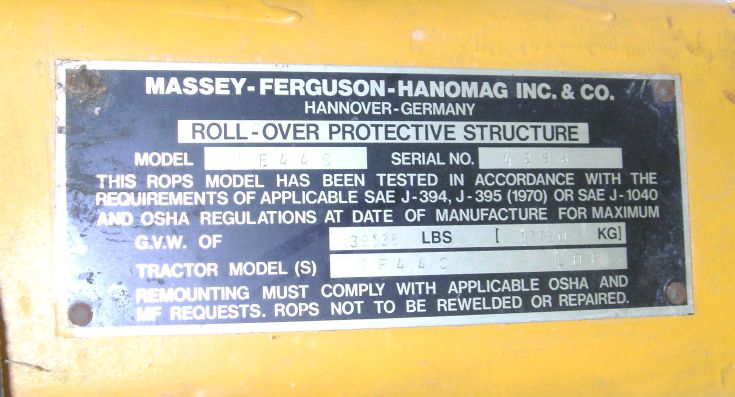 MASSEY-FERGUSON-HANOMAG INC. & CO.
HANNOVER-GERMANY
ROLL-OVER PROTECTIVE STRUCTURE
MODEL E44C SERIAL NO. 4898
THIS ROPS MODEL HAS BEEN TESTED IN ACCORDANCE WITH THE
REQUIREMENTS OF APPLICABLE SAE J-394, J-395 (1970) OR SAE J-1040
AND OSHA REGULATIONS AT DATE OF MANUFACTURE FOR MAXIMUM
G.V.W. OF LBS [ KG]
TRACTOR MODEL (S) F44C
REMOUNTING MUST COMPLY WITH APPLICABLE OSHA AND
MF REQUESTS. ROPS NOT TO BE REWELDED OR REPAIRED.